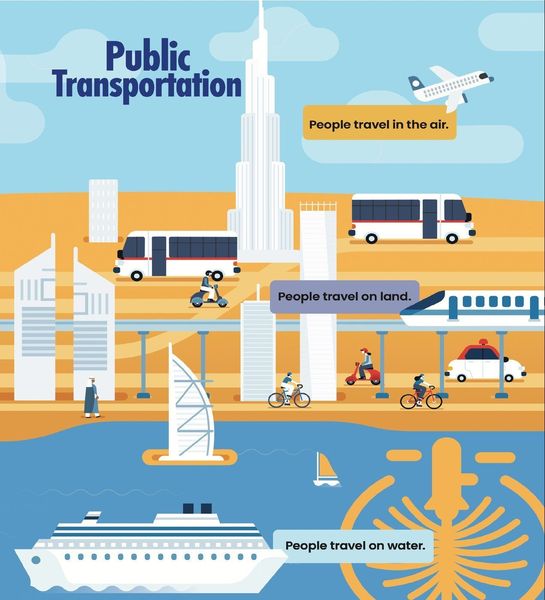 Public
Transportation
People travel in the air.
People travel on land.
People travel on water.